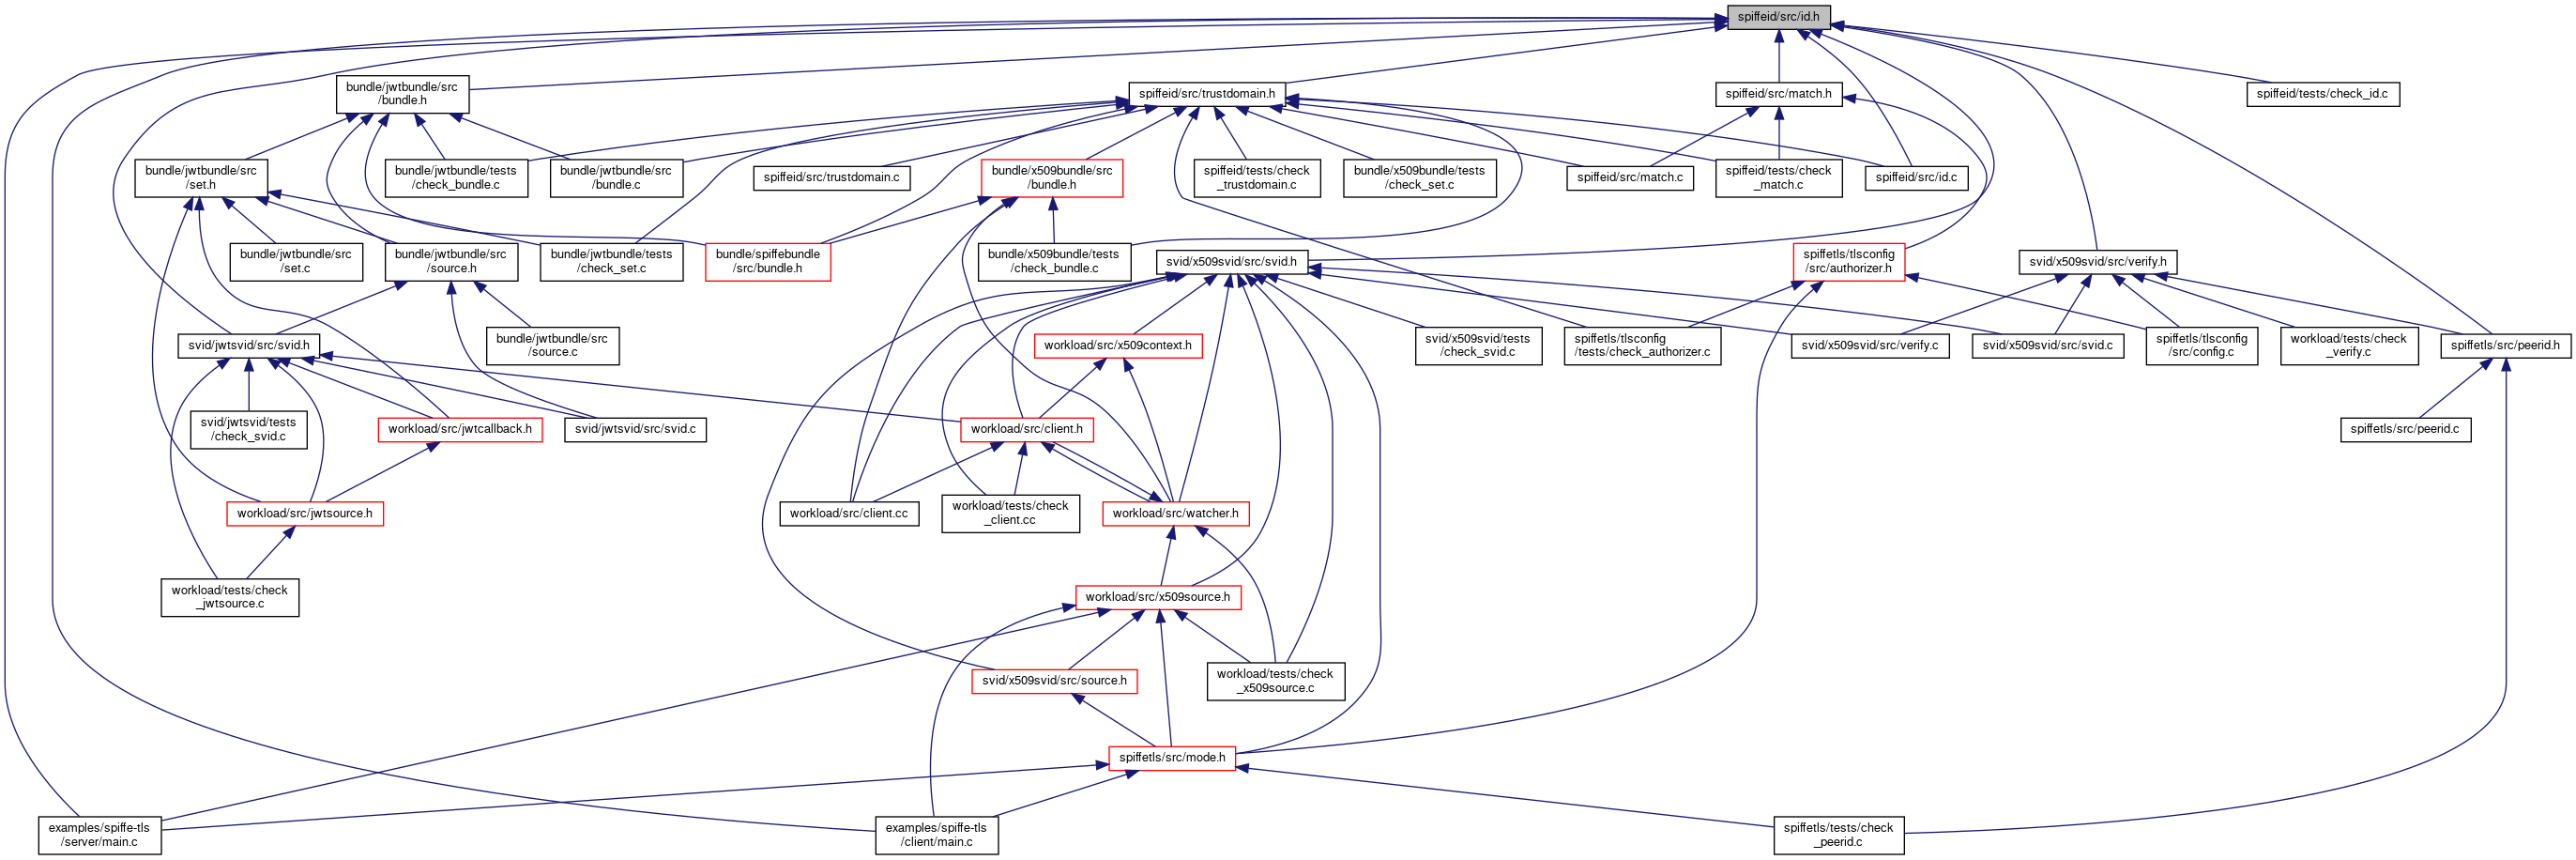 spiffeid/src/id.h
bundle/jwtbundle/src
/bundle.h
spiffeid/src/trustdomain.h
spiffeid/src/match.h
spiffeid/tests/check_id.c
bundle/jwtbundle/src
/set.h
bundle/jwtbundle/tests
/check_bundle.c
bundle/jwtbundle/src
/bundle.c
spiffeid/src/trustdomain.c
bundle/x509bundle/src
/bundle.h
spiffeid/tests/check
_trustdomain.c
bundle/x509bundle/tests
/check_set.c
spiffeid/src/match.c
spiffeid/tests/check
_match.c
spiffeid/src/id.c
bundle/jwtbundle/src
/set.c
bundle/jwtbundle/src
/source.h
bundle/jwtbundle/tests
/check_set.c
bundle/spiffebundle
/src/bundle.h
bundle/x509bundle/tests
/check_bundle.c
svid/x509svid/src/svid.h
spiffetls/tlsconfig
/src/authorizer.h
svid/x509svid/src/verify.h
svid/jwtsvid/src/svid.h
bundle/jwtbundle/src
/source.c
workload/src/x509context.h
svid/x509svid/tests
/check_svid.c
spiffetls/tlsconfig
/tests/check_authorizer.c
svid/x509svid/src/verify.c
svid/x509svid/src/svid.c
spiffetls/tlsconfig
/src/config.c
workload/tests/check
_verify.c
spiffetls/src/peerid.h
svid/jwtsvid/tests
/check_svid.c
workload/src/jwtcallback.h
svid/jwtsvid/src/svid.c
workload/src/client.h
spiffetls/src/peerid.c
workload/src/jwtsource.h
workload/src/client.cc
workload/tests/check
_client.cc
workload/src/watcher.h
workload/tests/check
_jwtsource.c
workload/src/x509source.h
svid/x509svid/src/source.h
workload/tests/check
_x509source.c
spiffetls/src/mode.h
examples/spiffe-tls
/server/main.c
examples/spiffe-tls
/client/main.c
spiffetls/tests/check
_peerid.c